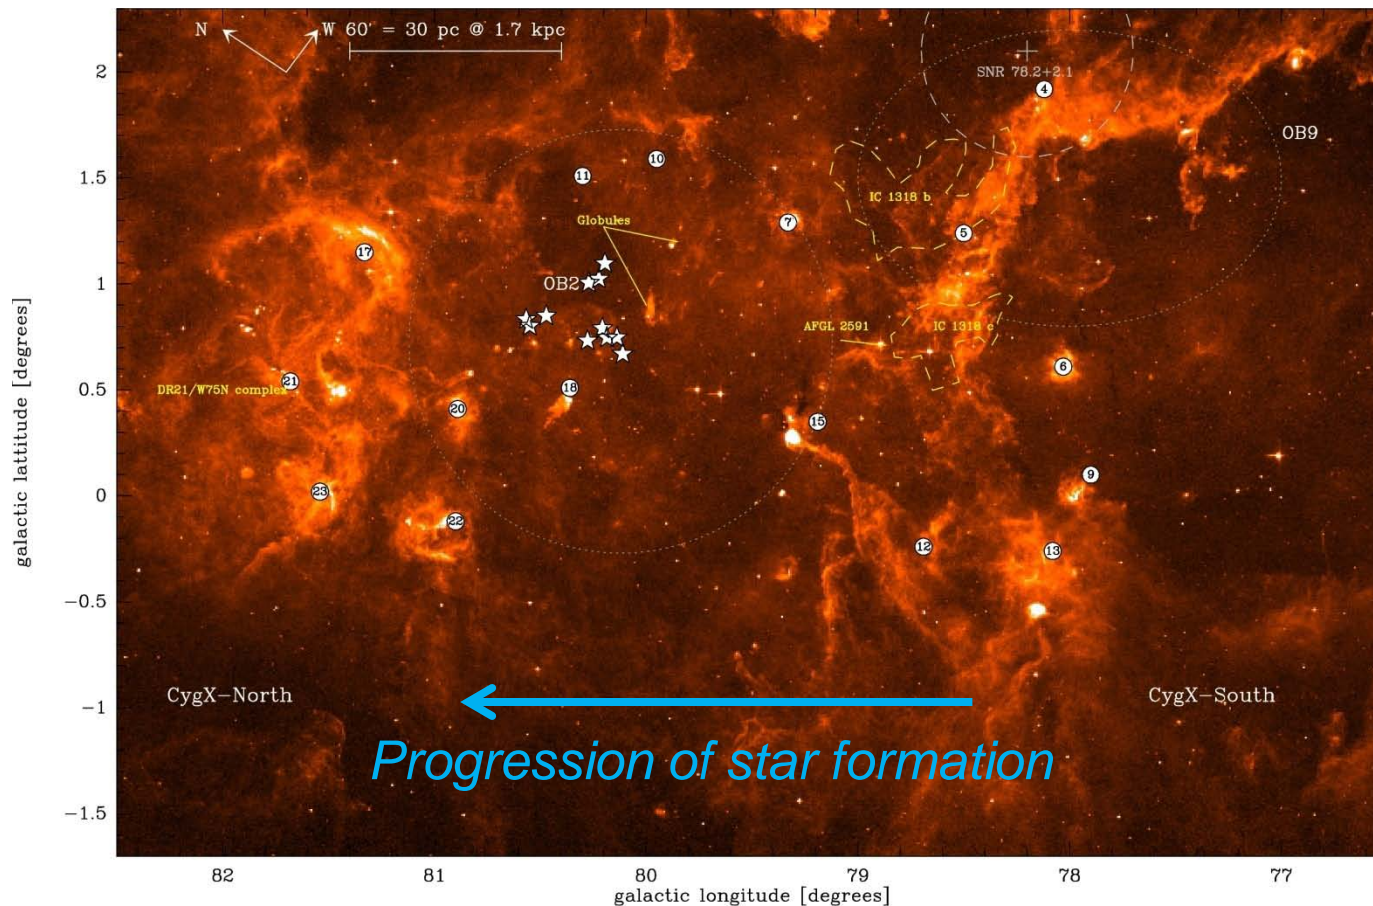 N
W 60' = 30 pc @ 1.7 kpc
SNR 78.2+2.1
4
OB9
10
11
IC 1318 b
Globules
7
5
17
OB2
AFGL 2591
IC 1318 c
6
21
DR21/W75N complex
18
20
15
9
23
22
12
13
CygX-North
CygX-South
Progression of star formation
2
1.5
1
0.5
0
-0.5
-1
-1.5
galactic lattitude [degrees]
82
81
80
79
78
77
galactic longitude [degrees]